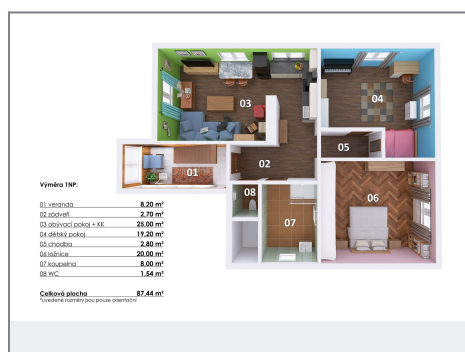 03
04
05
02
01
08
06
07
Výměra 1NP:
01 veranda 8.20 m²
02 zádveří 2.70 m²
03 obývací pokoj + KK 25.00 m²
04 dětský pokoj 19.20 m²
05 chodba 2.80 m²
06 ložnice 20.00 m²
07 koupelna 8.00 m²
08 WC 1.54 m²
Celková plocha 87.44 m²
*uvedené rozměry jsou pouze orientační